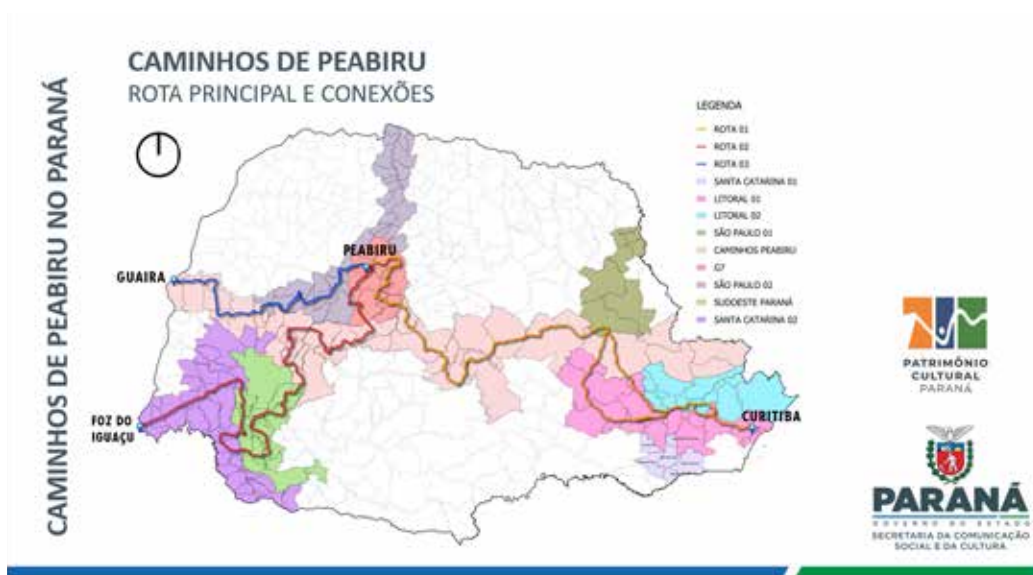 CAMINHOS DE PEABIRU NO PARANÁ
CAMINHOS DE PEABIRU
ROTA PRINCIPAL E CONEXÕES
LEGENDA
ROTA 01
ROTA 02
ROTA 03
SANTA CATARINA 01
LITORAL 01
LITORAL 02
SÃO PAULO 01
CAMINHOS PEABIRU
G7
SÃO PAULO 02
SUDOESTE PARANÁ
SANTA CATARINA 02
PEABIRU
GUAIRA
FOZ DO
IGUAÇU
CURITIBA
PATRIMÔNIO
CULTURAL
PARANÁ
PARANÁ
GOVERNO DO ESTADO
SECRETARIA DA COMUNICAÇÃO
SOCIAL E DA CULTURA.